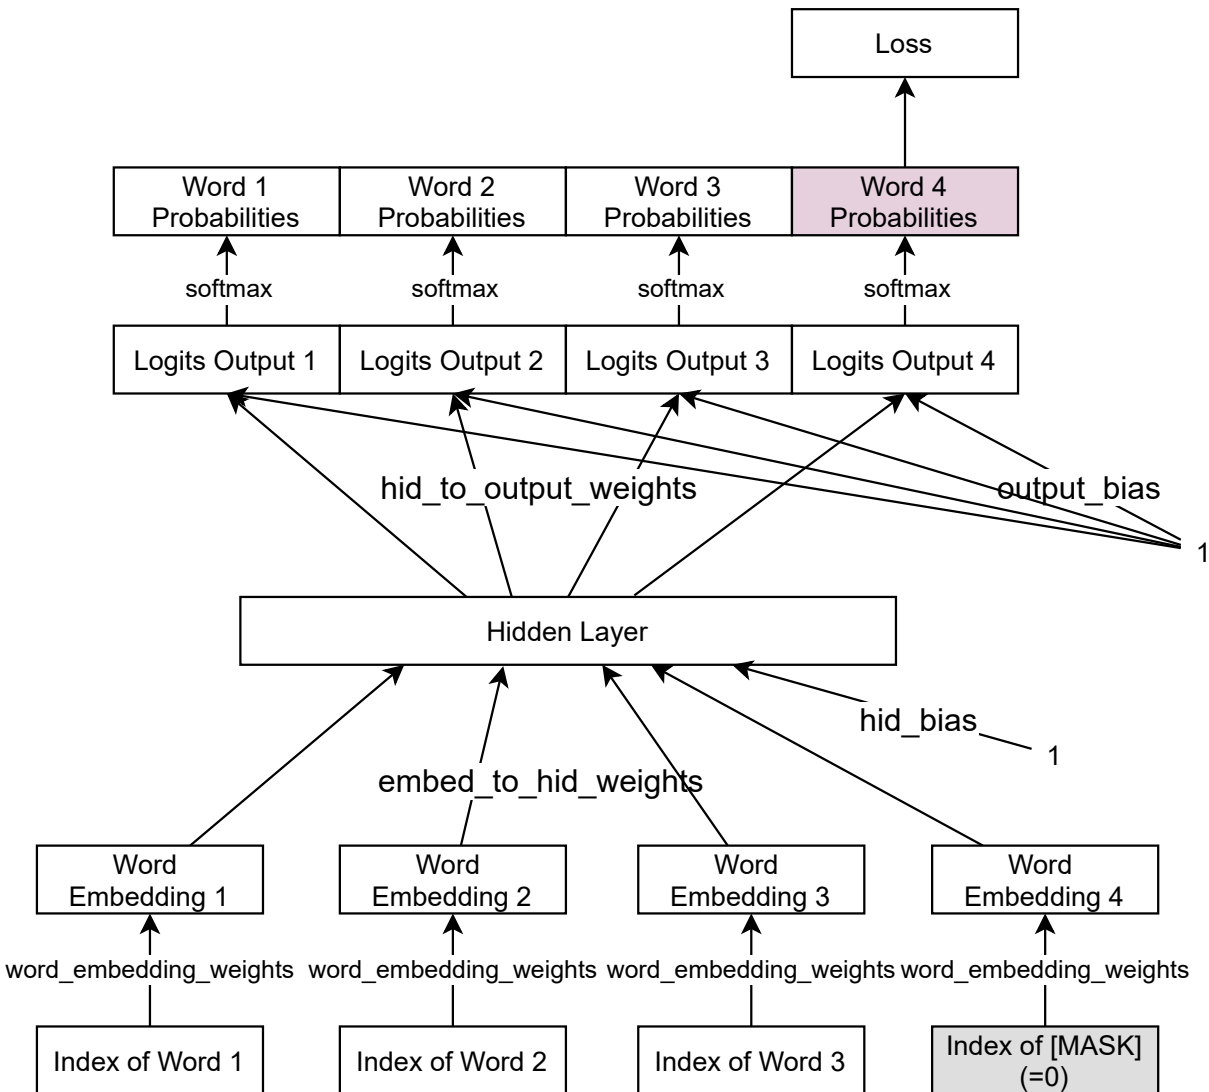 Loss
Word 1
Probabilities
Word 2
Probabilities
Word 3
Probabilities
Word 4
Probabilities
softmax
softmax
softmax
softmax
Logits Output 1
Logits Output 2
Logits Output 3
Logits Output 4
hid_to_output_weights
output_bias
1
Hidden Layer
hid_bias
1
embed_to_hid_weights
Word
Embedding 1
Word
Embedding 2
Word
Embedding 3
Word
Embedding 4
word_embedding_weights
word_embedding_weights
word_embedding_weights
word_embedding_weights
Index of Word 1
Index of Word 2
Index of Word 3
Index of [MASK]
(=0)